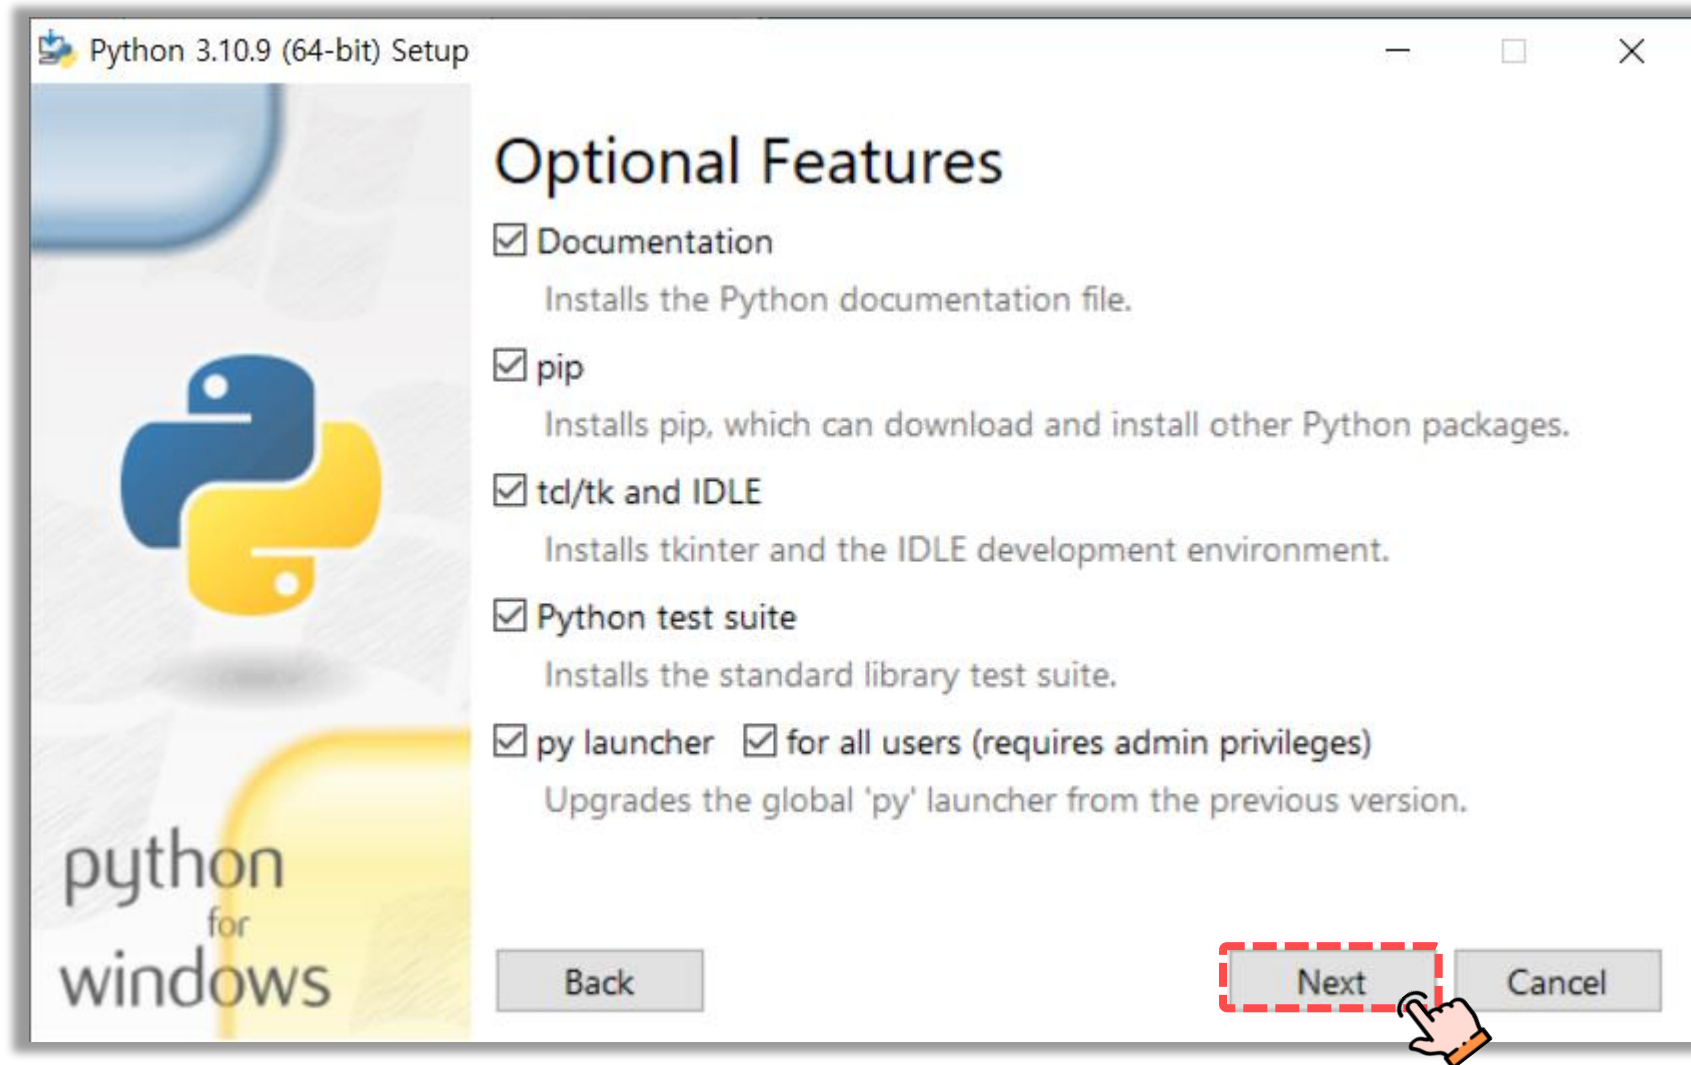 Python 3.10.9 (64-bit) Setup
Optional Features
Documentation
Installs the Python documentation file.
pip
Installs pip, which can download and install other Python packages.
tcl/tk and IDLE
Installs tkinter and the IDLE development environment.
Python test suite
Installs the standard library test suite.
py launcher for all users (requires admin privileges)
Upgrades the global 'py' launcher from the previous version.
python
for
windows
Back Next Cancel